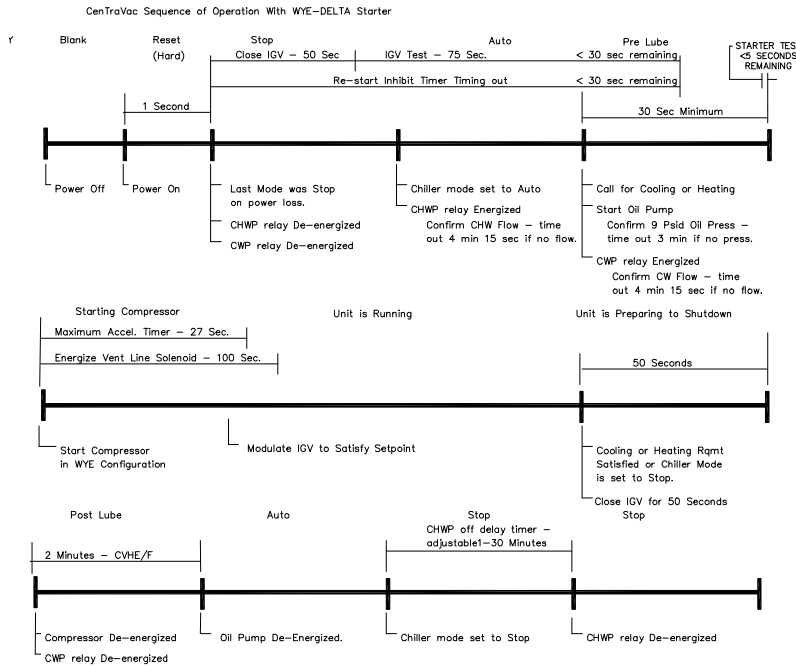 CenTraVac Sequence of Operation With WYE-DELTA Starter
Y
Blank
Reset
(Hard)
Stop
Auto
Pre Lube
Close IGV - 50 Sec
IGV Test - 75 Sec.
< 30 sec remaining
STARTER TES
<5 SECONDS
REMAINING
Re-start Inhibit Timer Timing out
< 30 sec remaining
1 Second
30 Sec Minimum
Power Off
Power On
Last Mode was Stop
on power loss.
CHWP relay De-energized
CWP relay De-energized
Chiller mode set to Auto
CHWP relay Energized
Confirm CHW Flow - time
out 4 min 15 sec if no flow.
Call for Cooling or Heating
Start Oil Pump
Confirm 9 Psid Oil Press -
time out 3 min if no press.
CWP relay Energized
Confirm CW Flow - time
out 4 min 15 sec if no flow.
Starting Compressor
Unit is Running
Unit is Preparing to Shutdown
Maximum Accel. Timer - 27 Sec.
Energize Vent Line Solenoid - 100 Sec.
50 Seconds
Start Compressor
in WYE Configuration
Modulate IGV to Satisfy Setpoint
Cooling or Heating Rqmt
Satisfied or Chiller Mode
is set to Stop.
Close IGV for 50 Seconds
Post Lube
Auto
Stop
Stop
CHWP off delay timer -
adjustable1-30 Minutes
2 Minutes - CVHE/F
Compressor De-energized
CWP relay De-energized
Oil Pump De-Energized.
Chiller mode set to Stop
CHWP relay De-energized